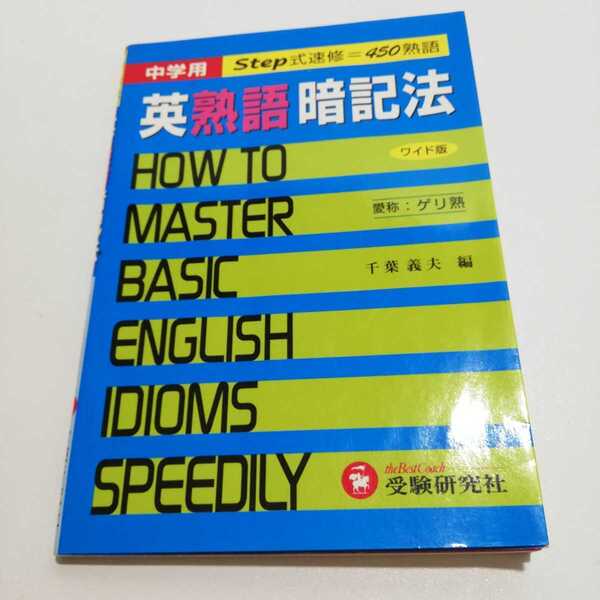 中学用 Step式速修=450熟語
英熟語暗記法
HOW TO
ワイド版
MASTER
愛称:ゲリ熟
BASIC
千葉義夫 編
ENGLISH
IDIOMS
SPEEDILY
the Best Coach
受験研究社